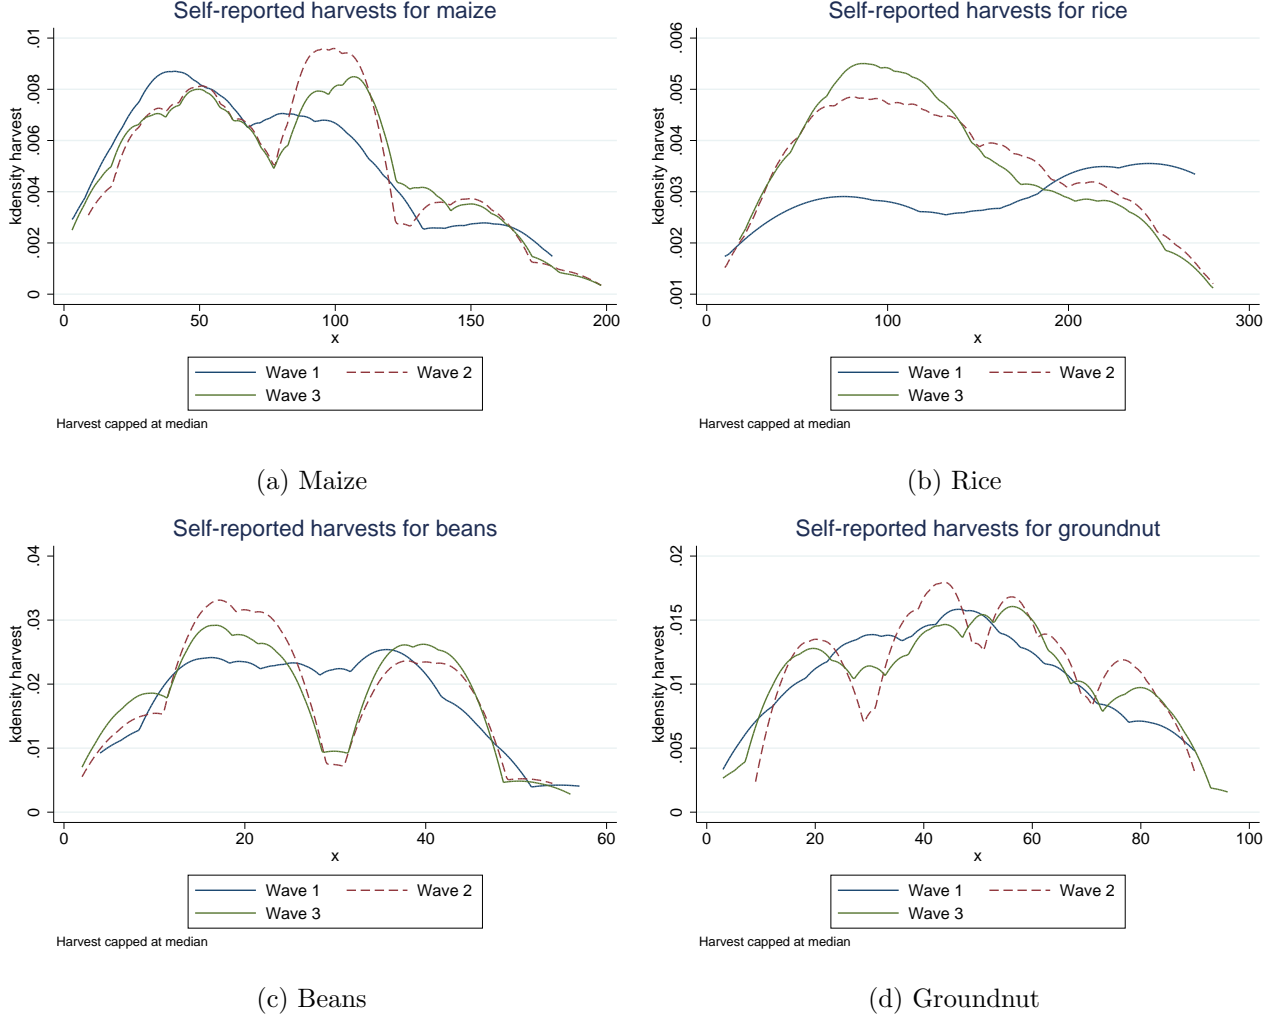 Self-reported harvests for maize
kdensity harvest
.01
.008
.006
.004
.002
0
0 50 100 150 200
x
Wave 1 Wave 2
Wave 3
Harvest capped at median
(a) Maize
Self-reported harvests for rice
kdensity harvest
.006
.005
.004
.003
.002
.001
0 100 200 300
x
Wave 1 Wave 2
Wave 3
Harvest capped at median
(b) Rice
Self-reported harvests for beans
kdensity harvest
.04
.03
.02
.01
0
0 20 40 60
x
Wave 1 Wave 2
Wave 3
Harvest capped at median
(c) Beans
Self-reported harvests for groundnut
kdensity harvest
.02
.015
.01
.005
0
0 20 40 60 80 100
x
Wave 1 Wave 2
Wave 3
Harvest capped at median
(d) Groundnut